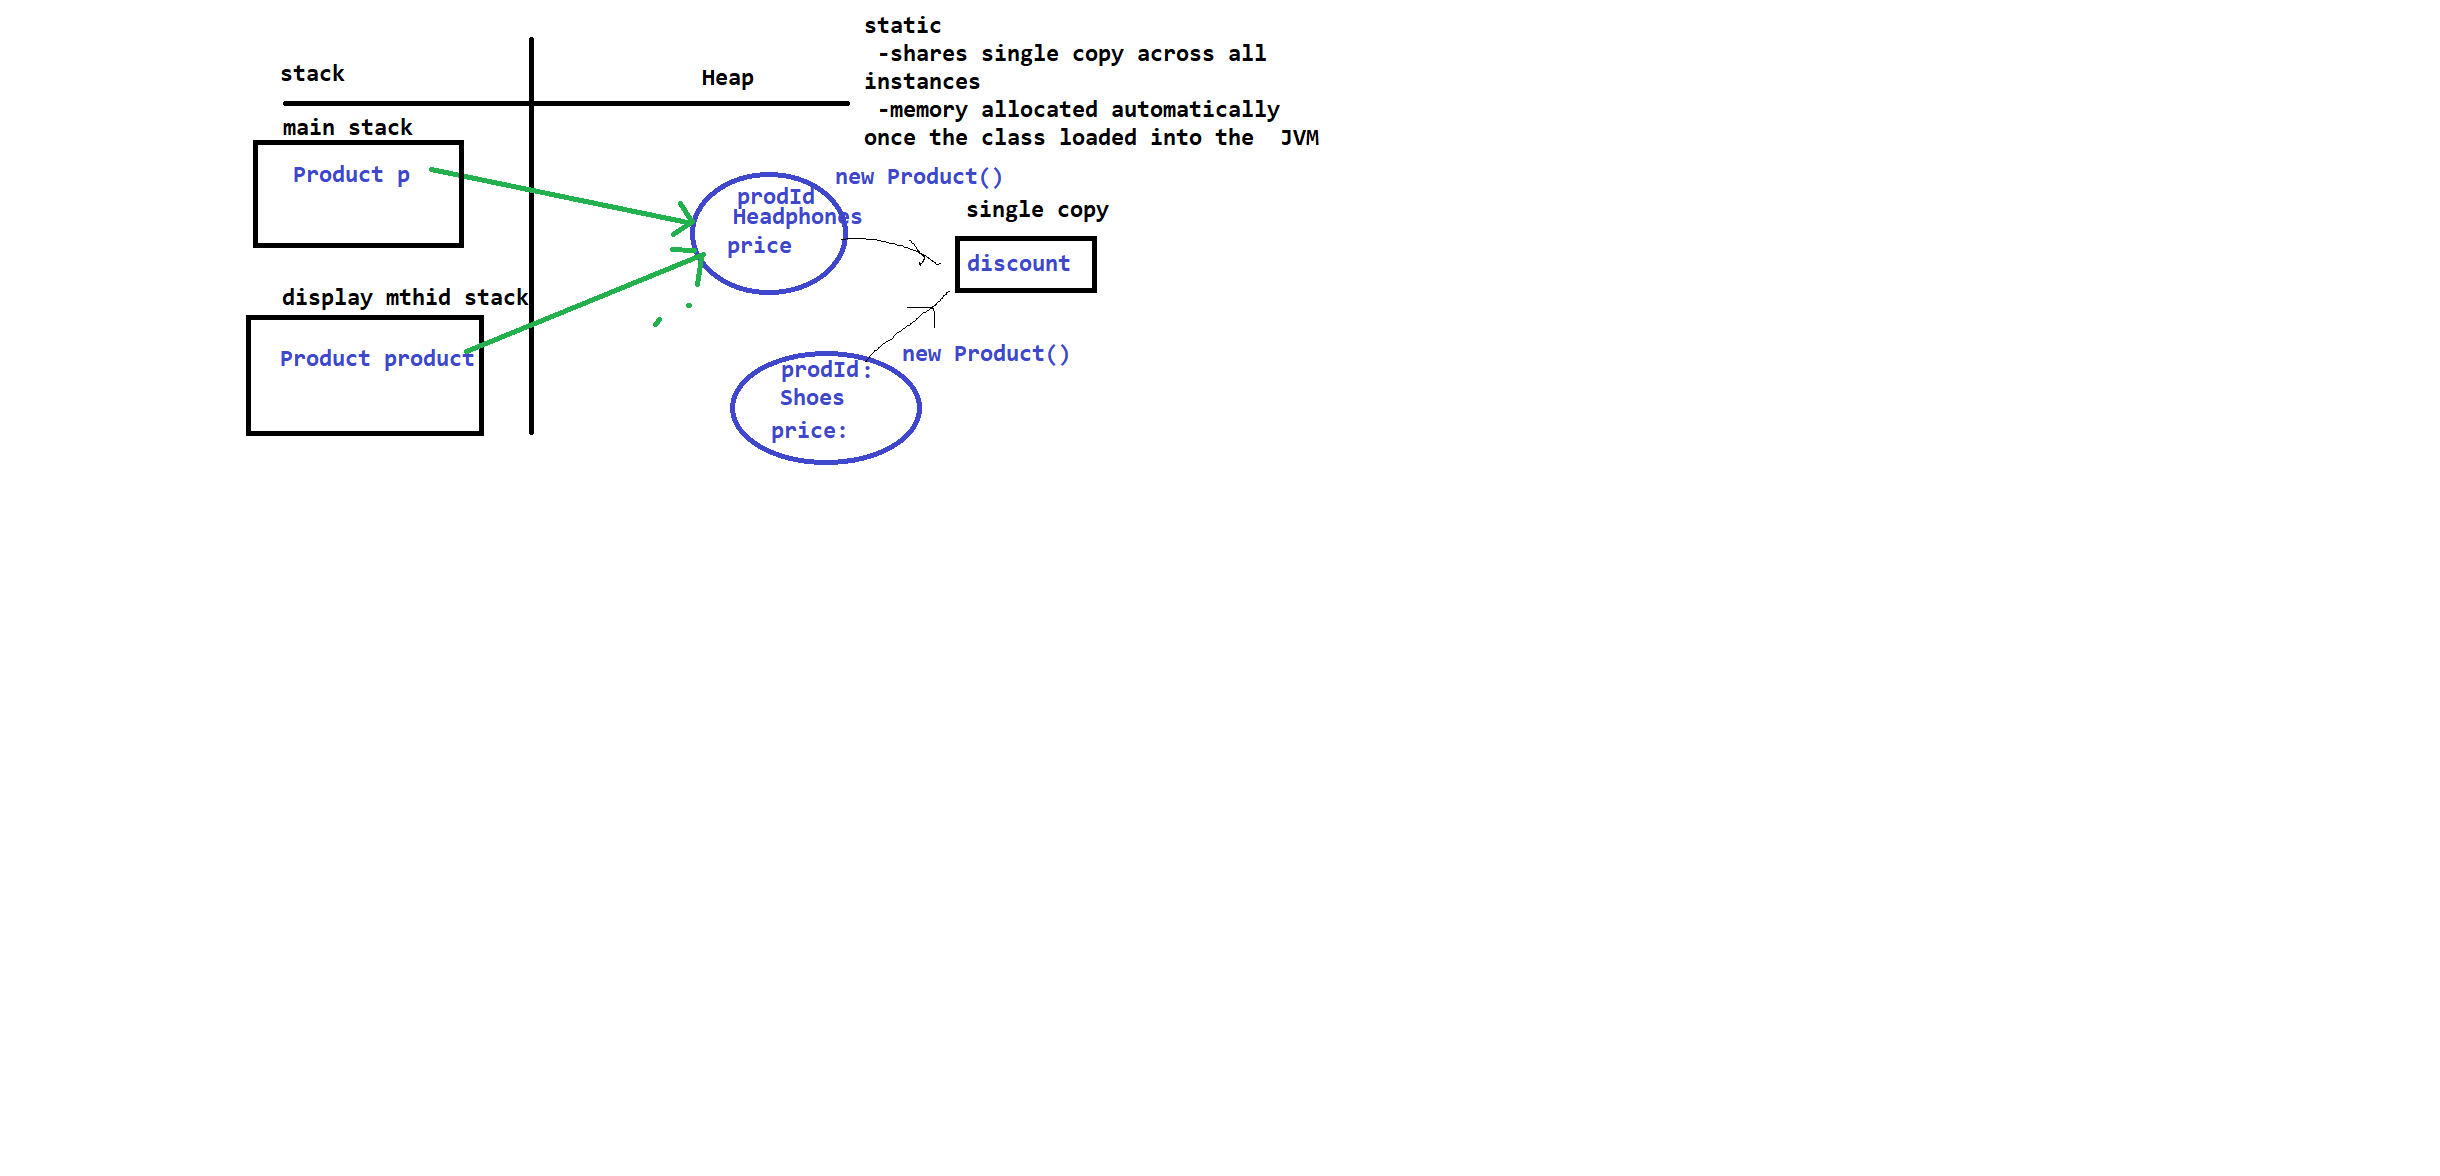 static
-shares single copy across all
instances
-memory allocated automatically
once the class loaded into the  JVM
stack
Heap
main stack
Product p
new Product()
prodId
Headphones
price
single copy
discount
display mthid stack
Product product
new Product()
prodId:
Shoes
price: